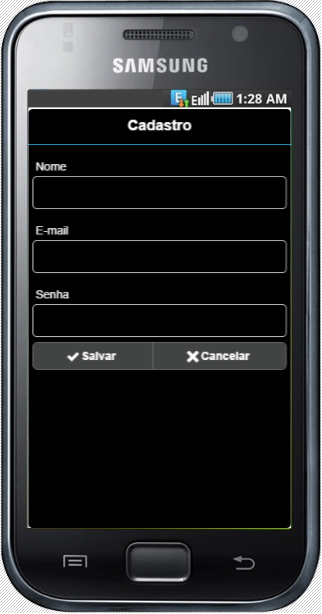 SAMSUNG
E 1:28 AM
Cadastro
Nome
E-mail
Senha
Salvar Cancelar